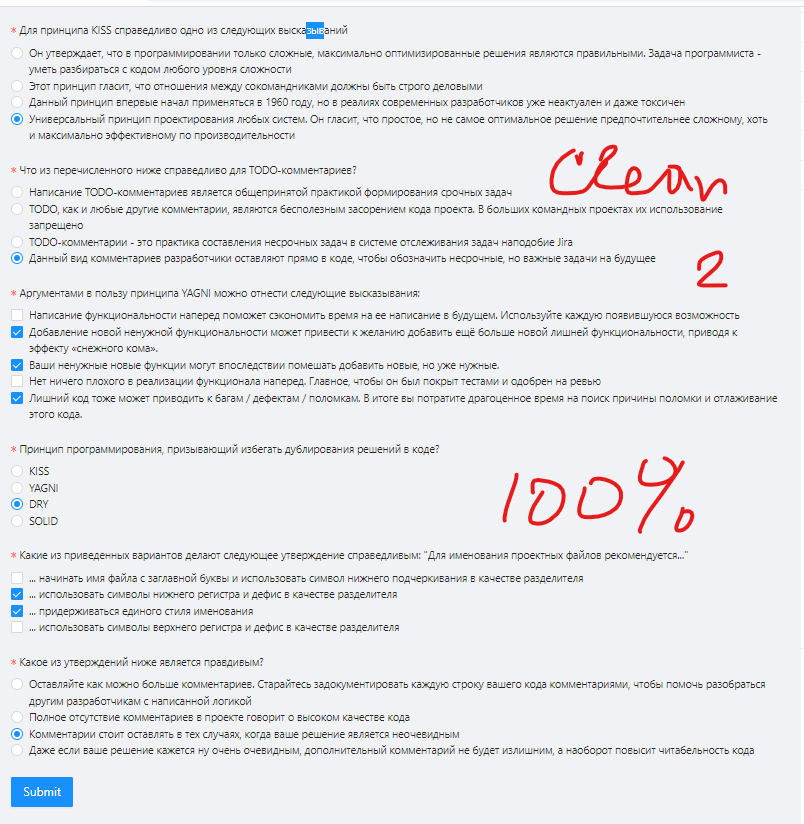 * Для принципа KISS справедливо одно из следующих высказываний
Он утверждает, что в программировании только сложные, максимально оптимизированные решения являются правильными. Задача программиста -
уметь разбираться с кодом любого уровня сложности
Этот принцип гласит, что отношения между сокомандниками должны быть строго деловыми
Данный принцип впервые начал применяться в 1960 году, но в реалиях современных разработчиков уже неактуален и даже токсичен
Универсальный принцип проектирования любых систем. Он гласит, что простое, но не самое оптимальное решение предпочтительнее сложному, хоть
и максимально эффективному по производительности
Clean
* Что из перечисленного ниже справедливо для TODO-комментариев?
Написание TODO-комментариев является общепринятой практикой формирования срочных задач
TODO, как и любые другие комментарии, являются бесполезным засорением кода проекта. В больших командных проектах их использование
запрещено
TODO-комментарии - это практика составления несрочных задач в системе отслеживания задач наподобие Jira
Данный вид комментариев разработчики оставляют прямо в коде, чтобы обозначить несрочные, но важные задачи на будущее
2
* Аргументами в пользу принципа YAGNI можно отнести следующие высказывания:
Написание функциональности наперед поможет сэкономить время на ее написание в будущем. Используйте каждую появившуюся возможность
Добавление новой ненужной функциональности может привести к желанию добавить ещё больше новой лишней функциональности, приводя к
эффекту «снежного кома».
Ваши ненужные новые функции могут впоследствии помешать добавить новые, но уже нужные.
Нет ничего плохого в реализации функционала наперед. Главное, чтобы он был покрыт тестами и одобрен на ревью
Лишний код тоже может приводить к багам / дефектам / поломкам. В итоге вы потратите драгоценное время на поиск причины поломки и отлаживание
этого кода.
* Принцип программирования, призывающий избегать дублирования решений в коде?
KISS
YAGNI
DRY
SOLID
100%
* Какие из приведенных вариантов делают следующее утверждение справедливым: "Для именования проектных файлов рекомендуется..."
... начинать имя файла с заглавной буквы и использовать символ нижнего подчеркивания в качестве разделителя
... использовать символы нижнего регистра и дефис в качестве разделителя
... придерживаться единого стиля именования
... использовать символы верхнего регистра и дефис в качестве разделителя
* Какое из утверждений ниже является правдивым?
Оставляйте как можно больше комментариев. Старайтесь задокументировать каждую строку вашего кода комментариями, чтобы помочь разобраться
другим разработчикам с написанной логикой
Полное отсутствие комментариев в проекте говорит о высоком качестве кода
Комментарии стоит оставлять в тех случаях, когда ваше решение является неочевидным
Даже если ваше решение кажется ну очень очевидным, дополнительный комментарий не будет излишним, а наоборот повысит читабельность кода
Submit